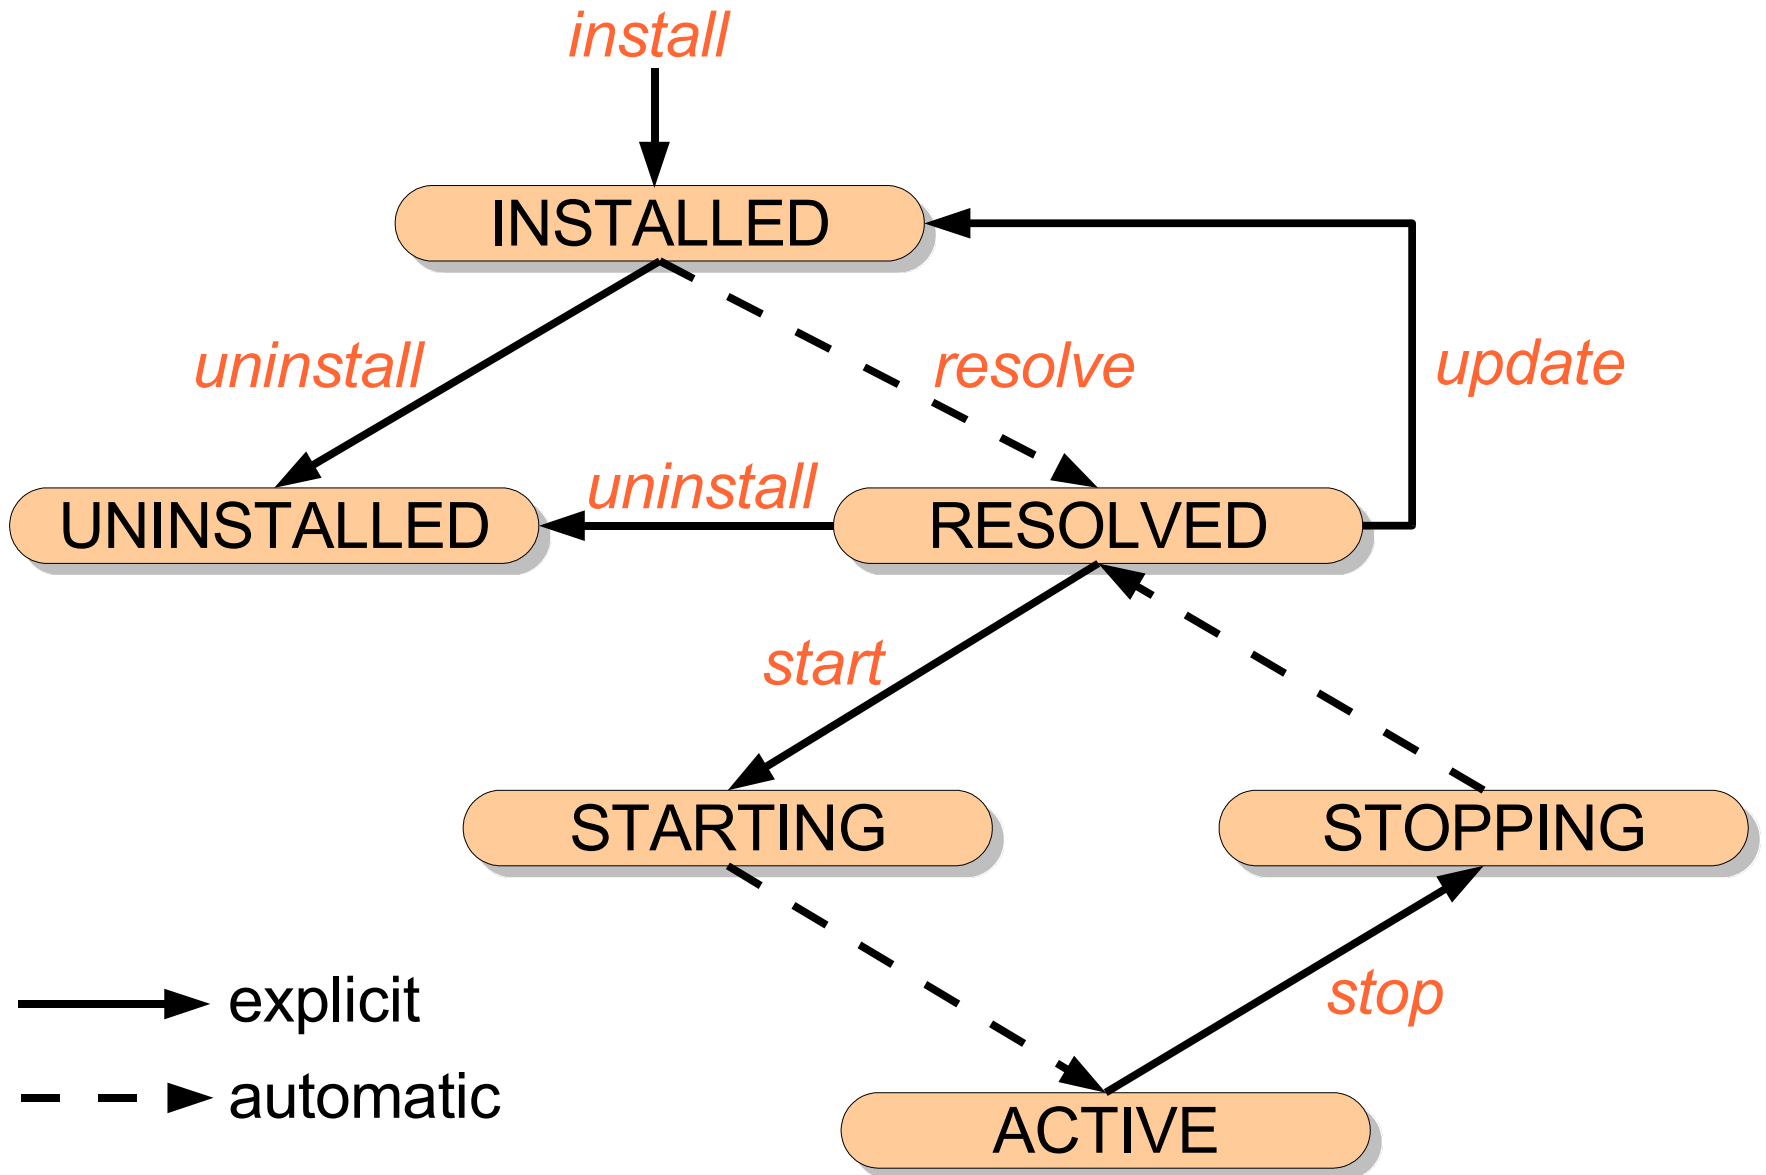 install
INSTALLED
uninstall
resolve
update
uninstall
UNINSTALLED
RESOLVED
start
STARTING
STOPPING
explicit
stop
automatic
ACTIVE